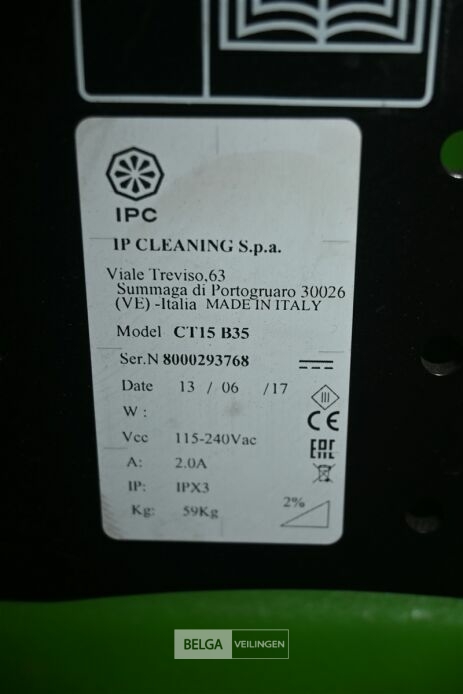 IPC
IP CLEANING S.p.a.
Viale Treviso,63
Summaga di Portogruaro 30026
(VE) -Italia MADE IN ITALY
Model CT15 B35
Ser.N 8000293768
Date 13 / 06 /17
III
W :
CE
Vcc 115-240Vac
EAC
A: 2.0A
IP: IPX3
Kg: 59Kg
2%
BELGA VEILINGEN